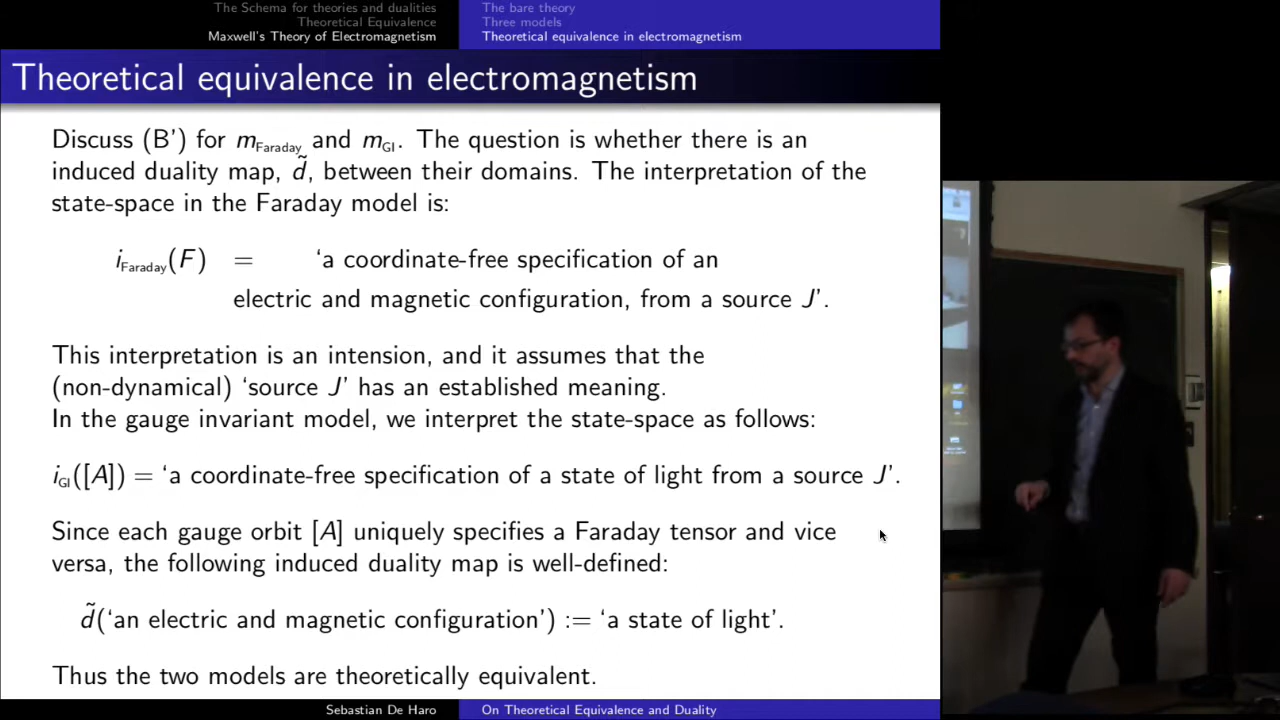 The Schema for theories and dualities
Theoretical Equivalence
Maxwell's Theory of Electromagnetism
The bare theory
Three models
Theoretical equivalence in electromagnetism
Theoretical equivalence in electromagnetism
Discuss (B') for m_Faraday and m_GI. The question is whether there is an
induced duality map, d̃, between their domains. The interpretation of the
state-space in the Faraday model is:
i_Faraday(F) = 'a coordinate-free specification of an
electric and magnetic configuration, from a source J'.
This interpretation is an intension, and it assumes that the
(non-dynamical) 'source J' has an established meaning.
In the gauge invariant model, we interpret the state-space as follows:
i_GI([A]) = 'a coordinate-free specification of a state of light from a source J'.
Since each gauge orbit [A] uniquely specifies a Faraday tensor and vice
versa, the following induced duality map is well-defined:
d̃('an electric and magnetic configuration') := 'a state of light'.
Thus the two models are theoretically equivalent.
Sebastian De Haro
On Theoretical Equivalence and Duality